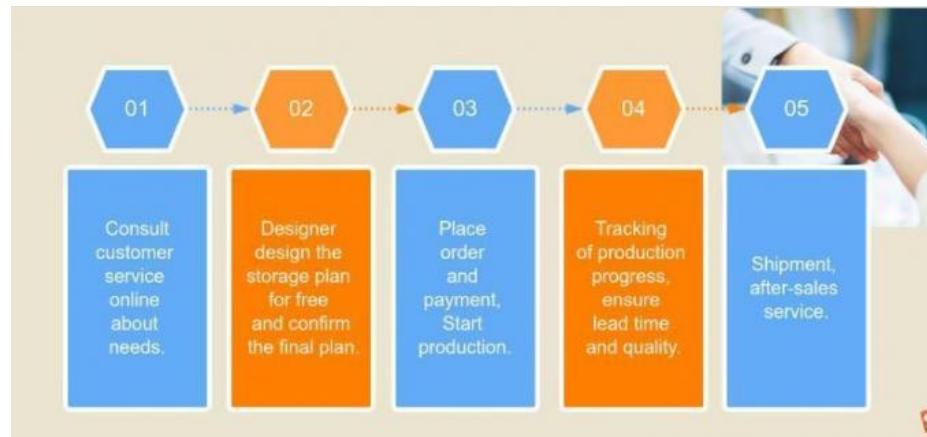 01
02
03
04
05
Consult
customer
service
online
about
needs.
Designer
design the
storage plan
for free
and confirm
the final plan.
Place
order
and
payment,
Start
production.
Tracking
of production
progress,
ensure
lead time
and quality.
Shipment,
after-sales
service.